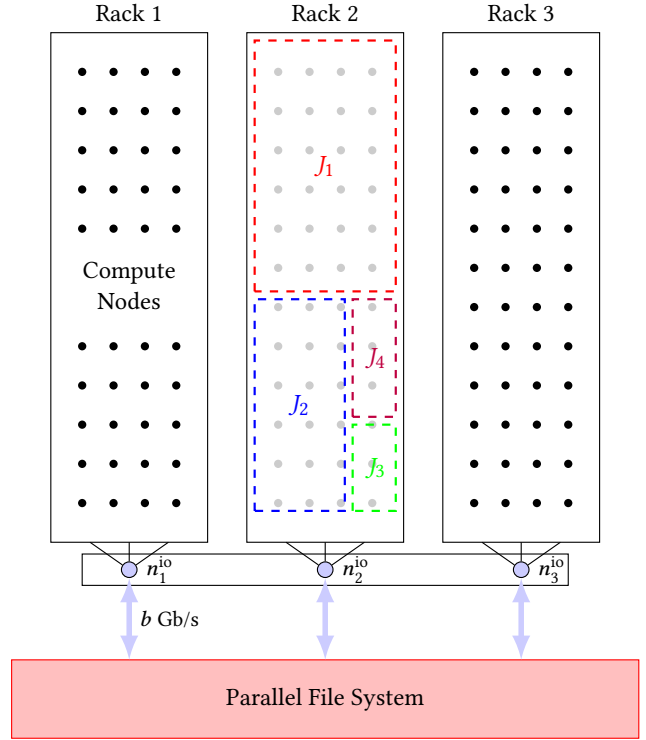 Rack 1
Rack 2
Rack 3
J₁
Compute
Nodes
J₄
J₂
J₃
n₁ⁱᵒ
n₂ⁱᵒ
n₃ⁱᵒ
b Gb/s
Parallel File System